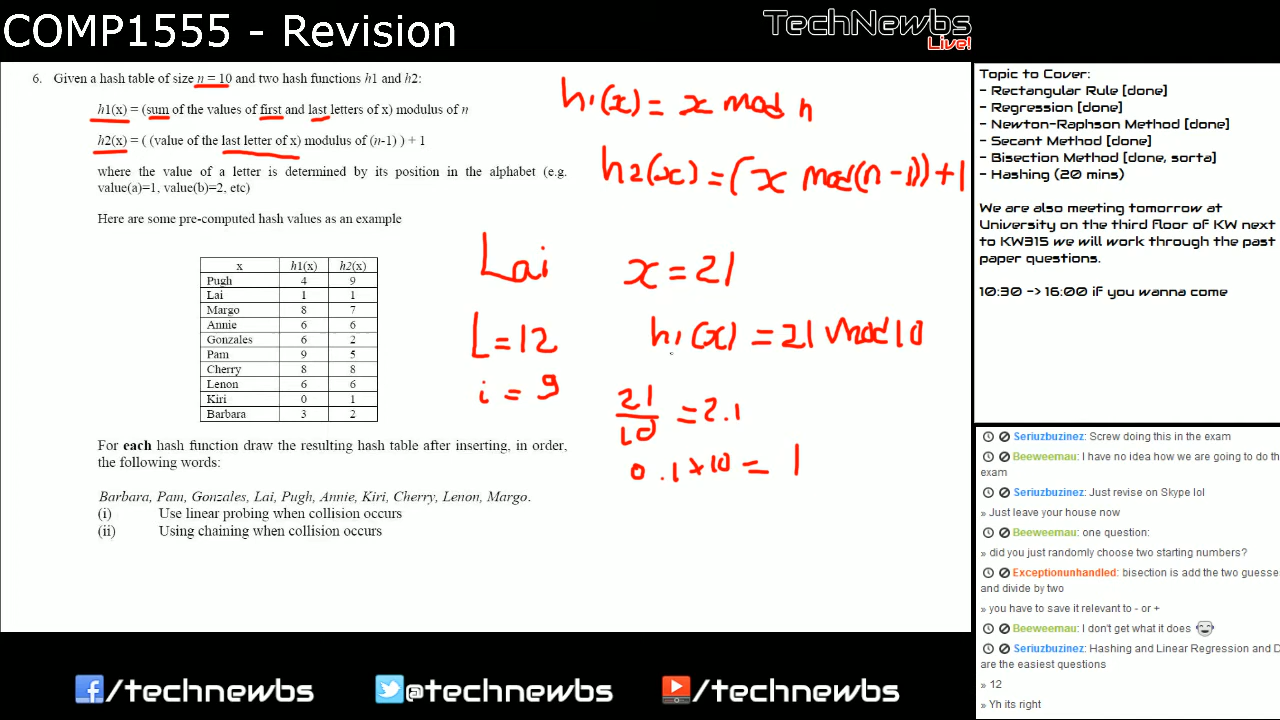 COMP1555 - Revision
TechNewbs
Live!
6. Given a hash table of size n = 10 and two hash functions h1 and h2:
h1(x) = (sum of the values of first and last letters of x) modulus of n
h2(x) = ( (value of the last letter of x) modulus of (n-1) ) + 1
where the value of a letter is determined by its position in the alphabet (e.g.
value(a)=1, value(b)=2, etc)
Here are some pre-computed hash values as an example
x h1(x) h2(x)
Pugh 4 9
Lai 1 1
Margo 8 7
Annie 6 6
Gonzales 6 2
Pam 9 5
Cherry 8 8
Lenon 6 6
Kiri 0 1
Barbara 3 2
For each hash function draw the resulting hash table after inserting, in order,
the following words:
Barbara, Pam, Gonzales, Lai, Pugh, Annie, Kiri, Cherry, Lenon, Margo.
(i) Use linear probing when collision occurs
(ii) Using chaining when collision occurs
h1(x) = x mod n
h2(x) = (x mod (n - 1)) + 1
Lai
x = 21
L = 12
h1(x) = 21 mod 10
i = 9
21
10
= 2.1
0.1 * 10 = 1
Topic to Cover:
- Rectangular Rule [done]
- Regression [done]
- Newton-Raphson Method [done]
- Secant Method [done]
- Bisection Method [done, sorta]
- Hashing (20 mins)
We are also meeting tomorrow at
University on the third floor of KW next
to KW315 we will work through the past
paper questions.
10:30 -> 16:00 if you wanna come
Seriuzbuzinez: Screw doing this in the exam
Beeweemau: I have no idea how we are going to do th
exam
Seriuzbuzinez: Just revise on Skype lol
» Just leave your house now
Beeweemau: one question:
» did you just randomly choose two starting numbers?
Exceptionunhandled: bisection is add the two guesse
and divide by two
» you have to save it relevant to - or +
Beeweemau: I don't get what it does
Seriuzbuzinez: Hashing and Linear Regression and D
are the easiest questions
» 12
» Yh its right
/technewbs
@technewbs
/technewbs